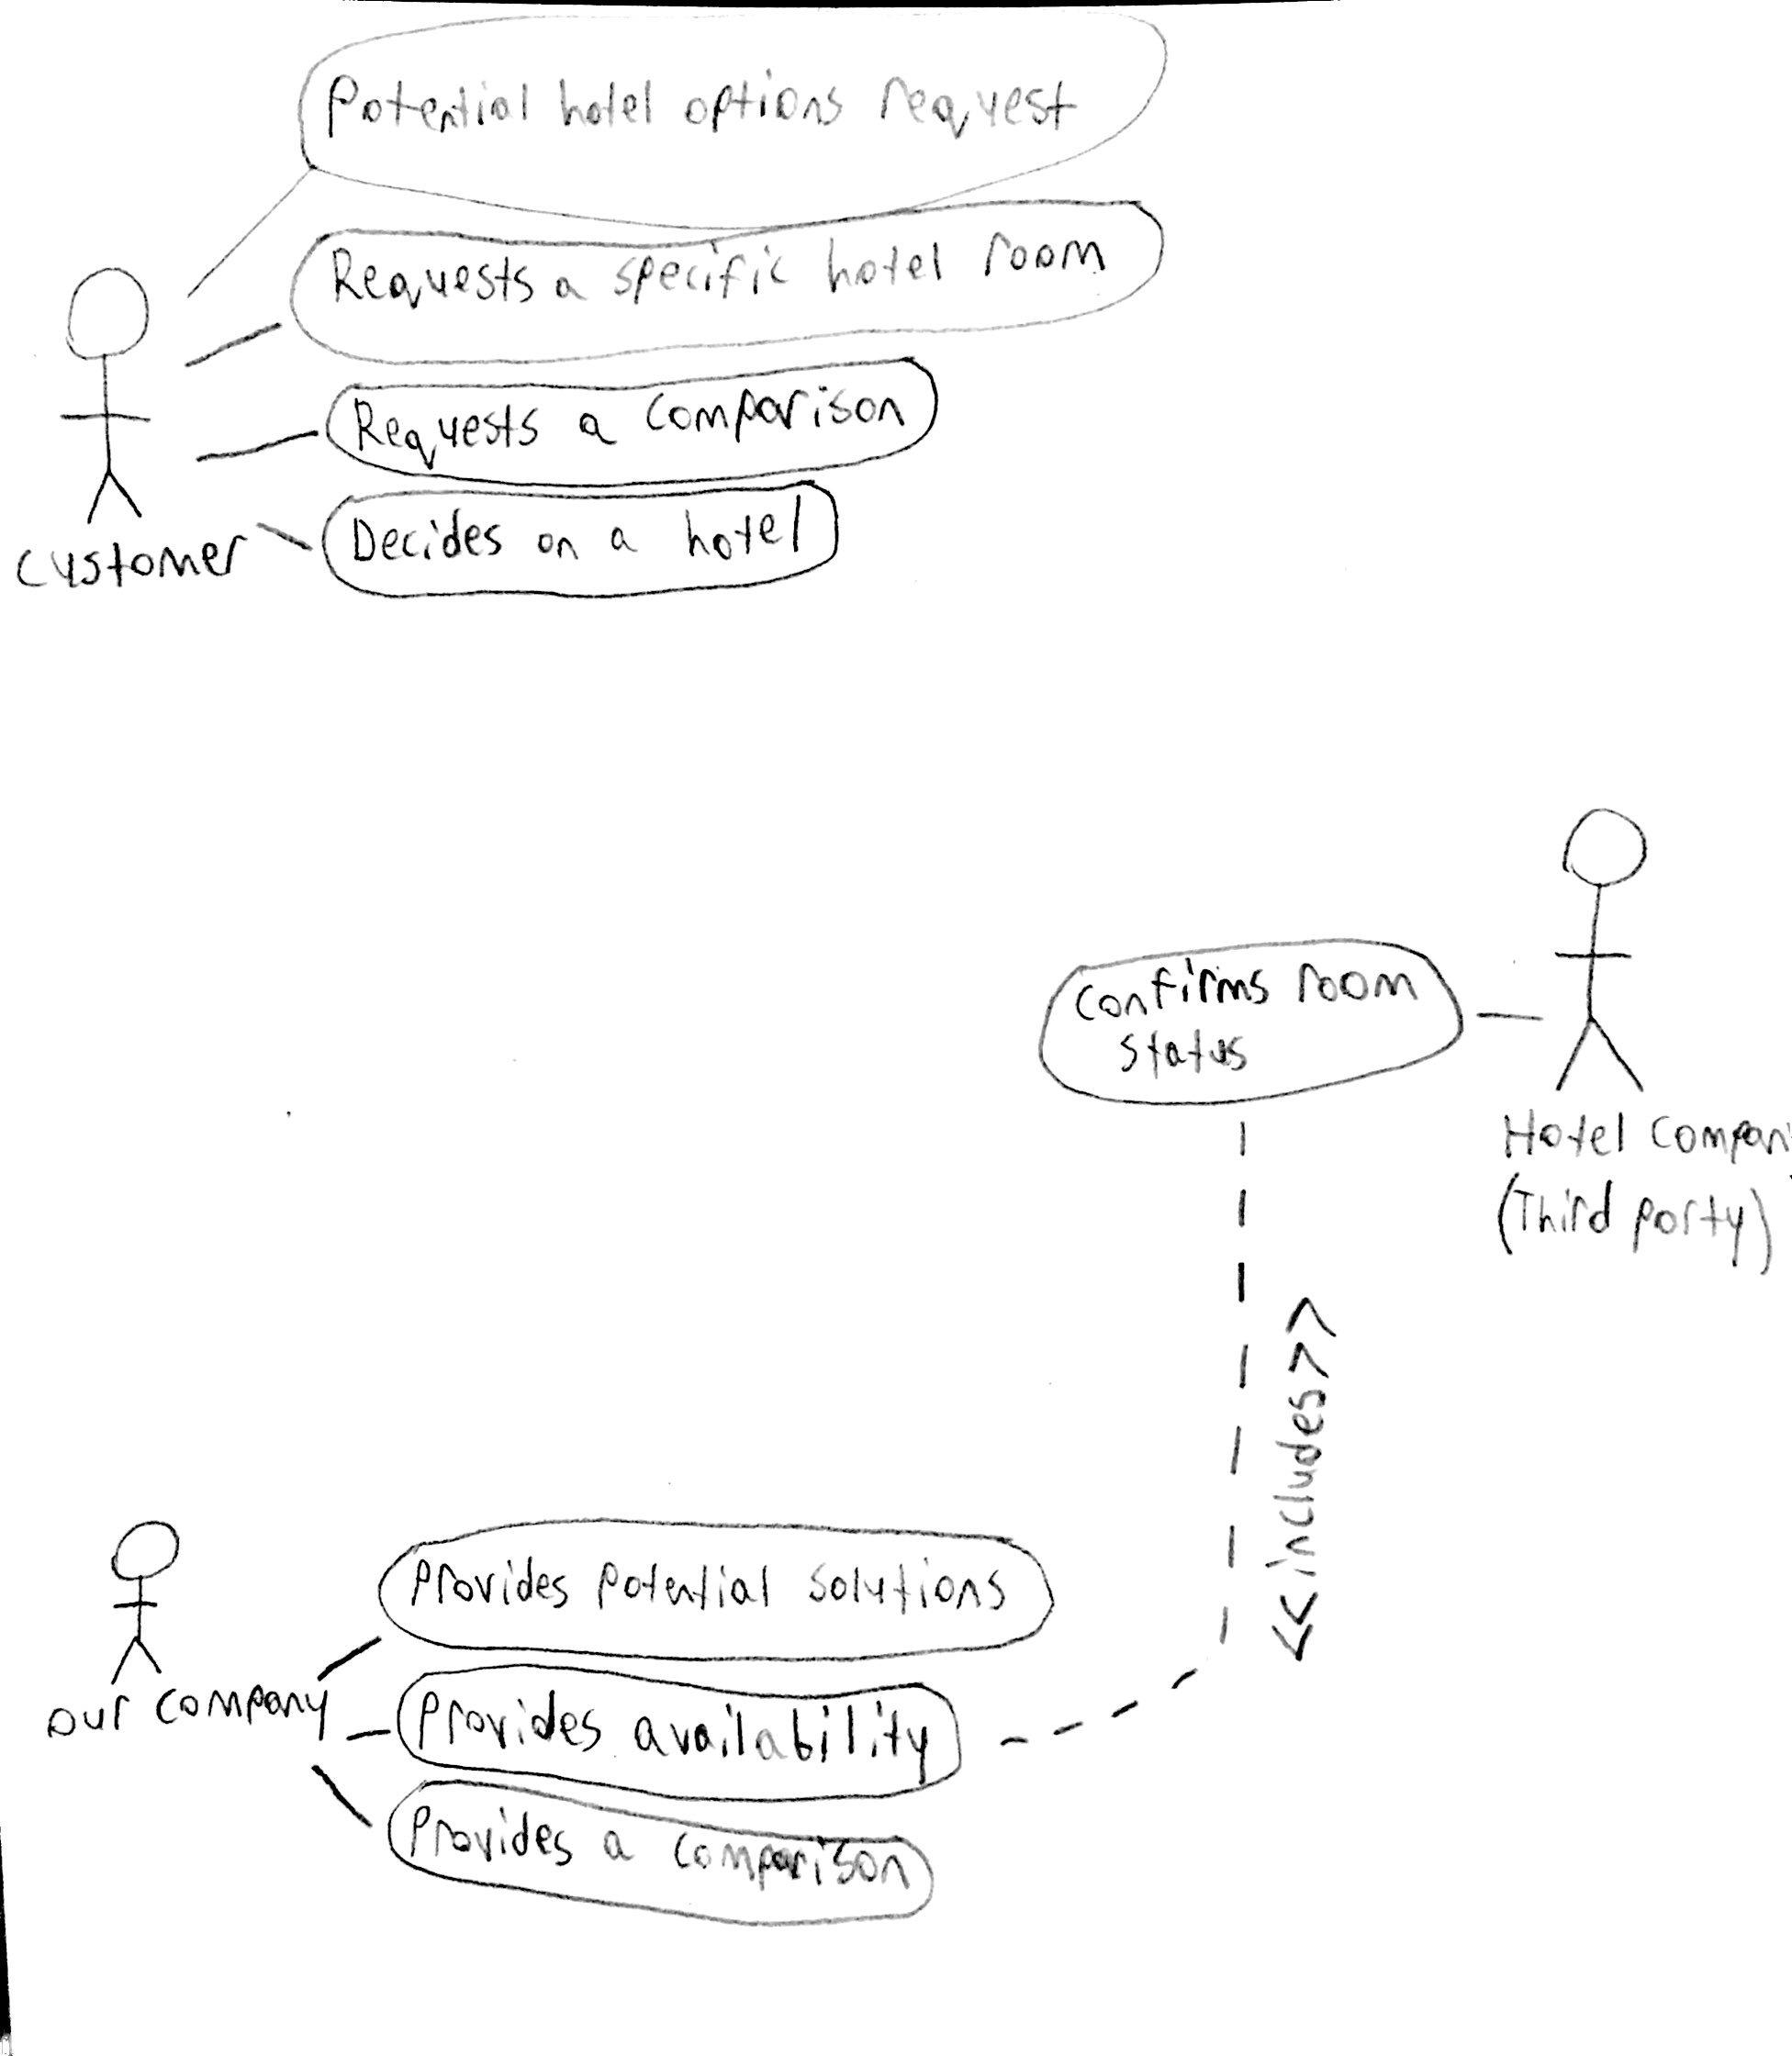 Potential hotel options request
Requests a specific hotel room
Requests a comparison
Decides on a hotel
customer
Confirms room
status
Hotel Compan
(Third party)
<<includes>>
Provides potential solutions
our company
Provides availability
Provides a comparison